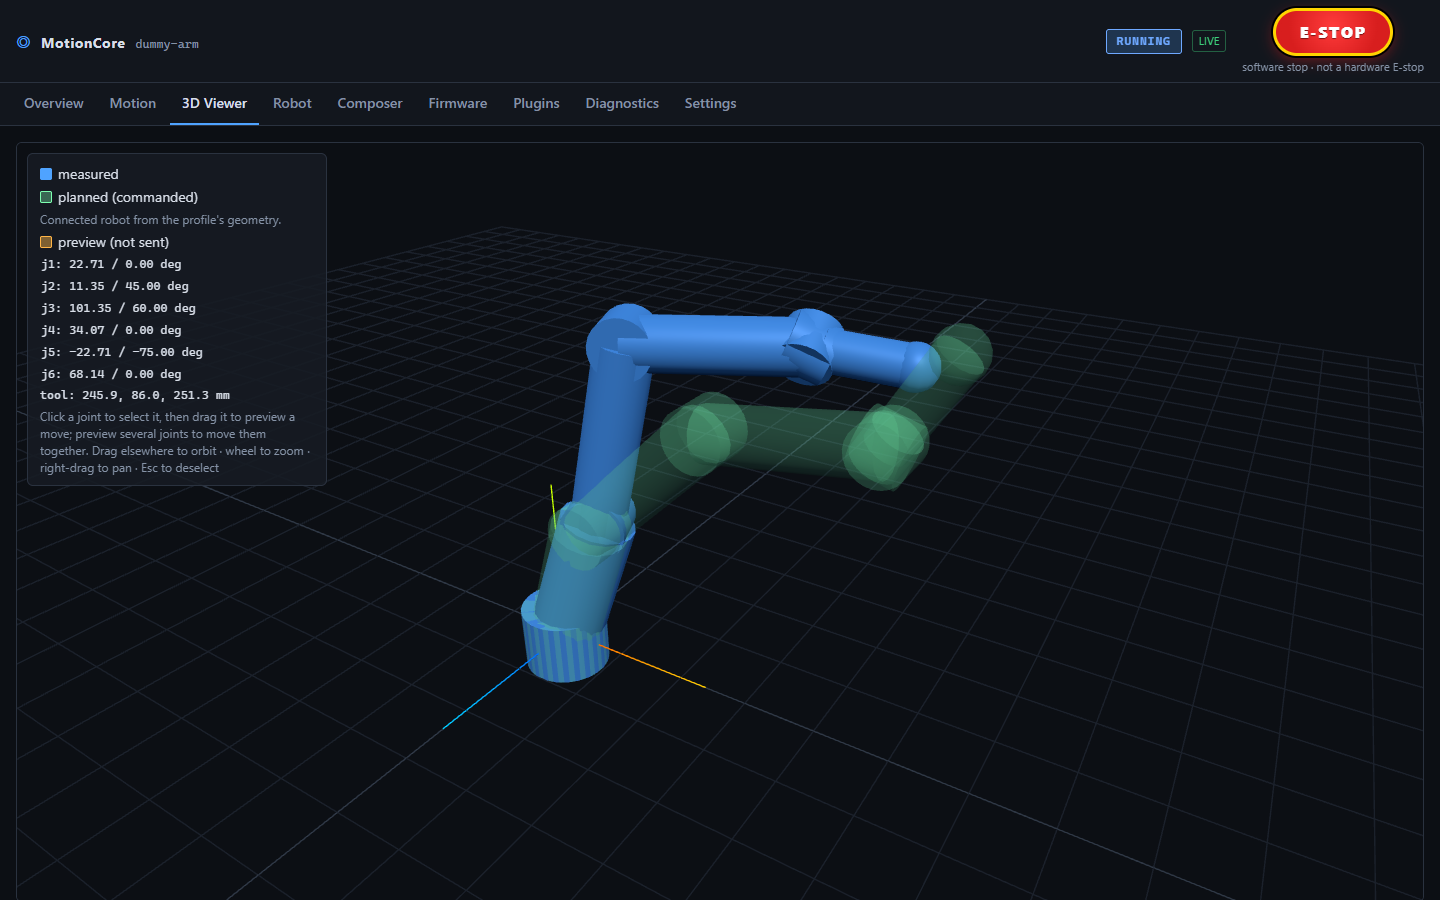 MotionCore dummy-arm
RUNNING LIVE E-STOP
software stop · not a hardware E-stop
Overview Motion 3D Viewer Robot Composer Firmware Plugins Diagnostics Settings
measured
planned (commanded)
Connected robot from the profile's geometry.
preview (not sent)
j1: 22.71 / 0.00 deg
j2: 11.35 / 45.00 deg
j3: 101.35 / 60.00 deg
j4: 34.07 / 0.00 deg
j5: −22.71 / −75.00 deg
j6: 68.14 / 0.00 deg
tool: 245.9, 86.0, 251.3 mm
Click a joint to select it, then drag it to preview a
move; preview several joints to move them
together. Drag elsewhere to orbit · wheel to zoom ·
right-drag to pan · Esc to deselect